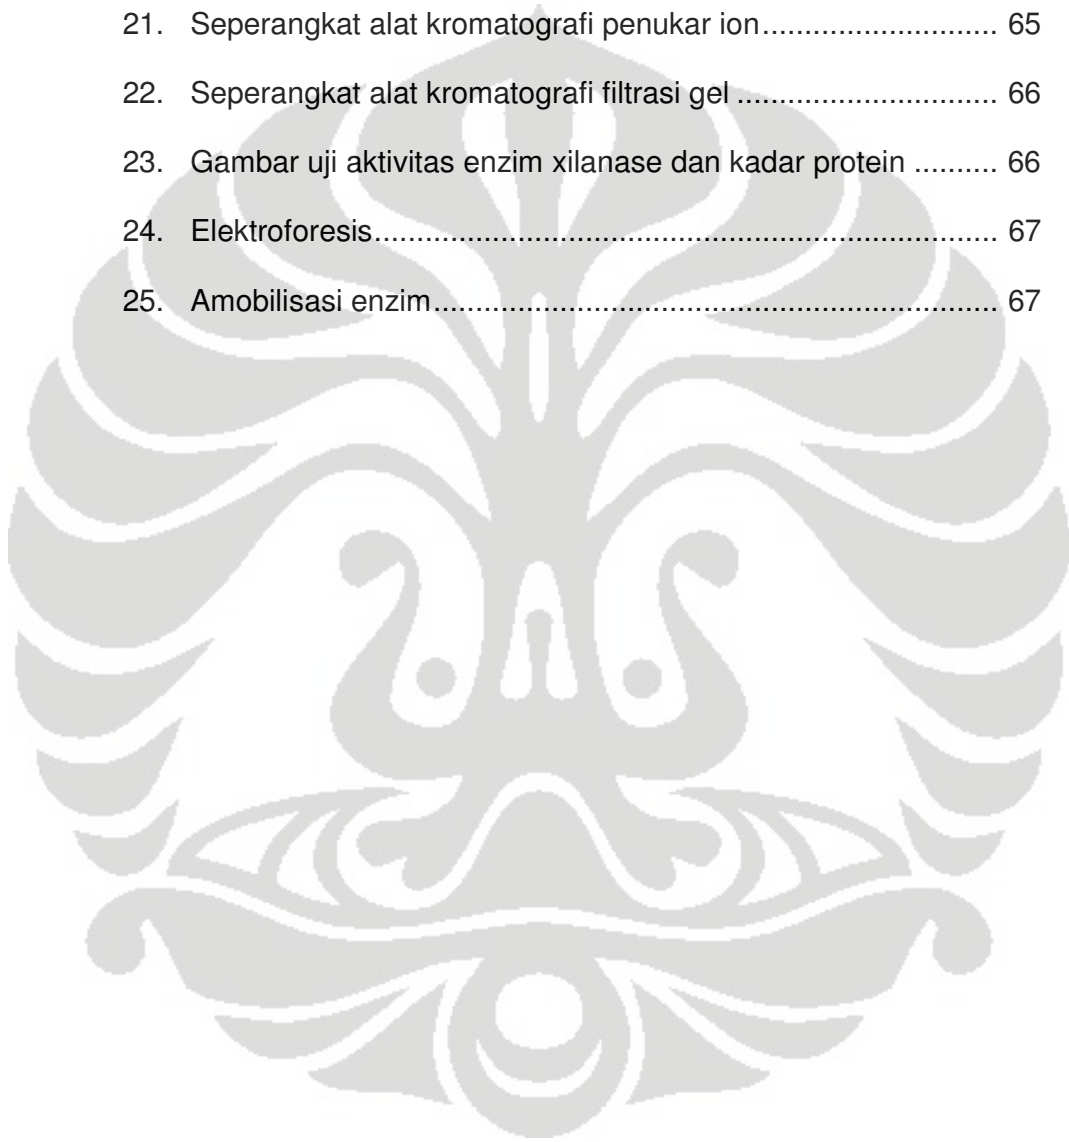 21. Seperangkat alat kromatografi penukar ion............................ 65
22. Seperangkat alat kromatografi filtrasi gel ............................... 66
23. Gambar uji aktivitas enzim xilanase dan kadar protein .......... 66
24. Elektroforesis.......................................................................... 67
25. Amobilisasi enzim................................................................... 67